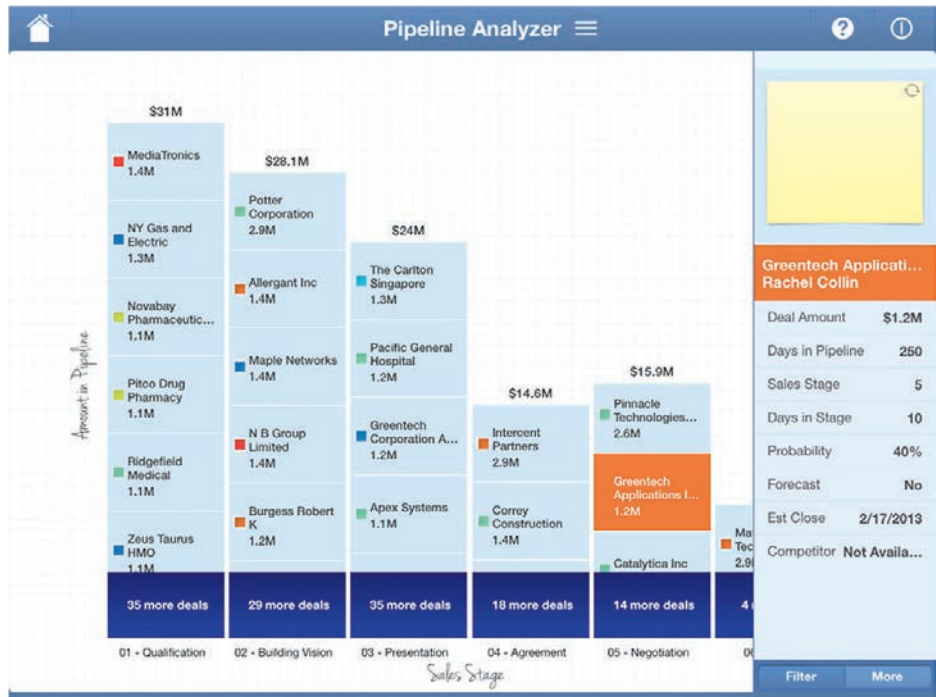 Pipeline Analyzer
$31M
MediaTronics
1.4M
NY Gas and
Electric
1.3M
Novabay
Pharmaceutic...
1.1M
Pitco Drug
Pharmacy
1.1M
Ridgefield
Medical
1.1M
Zeus Taurus
HMO
1.1M
35 more deals
01 - Qualification
$28.1M
Potter
Corporation
2.9M
Allergant Inc
1.4M
Maple Networks
1.4M
N B Group
Limited
1.4M
Burgess Robert
K
1.2M
29 more deals
02 - Building Vision
$24M
The Carlton
Singapore
1.3M
Pacific General
Hospital
1.2M
Greentech
Corporation A...
1.2M
Apex Systems
1.1M
35 more deals
03 - Presentation
$14.6M
Intercent
Partners
2.9M
Correy
Construction
1.4M
18 more deals
04 - Agreement
$15.9M
Pinnacle
Technologies...
2.6M
Greentech
Applications I...
1.2M
Catalytica Inc
14 more deals
05 - Negotiation
Tec
2.9
4
Amount in Pipeline
Sales Stage
Greentech Applicati...
Rachel Collin
Deal Amount $1.2M
Days in Pipeline 250
Sales Stage 5
Days in Stage 10
Probability 40%
Forecast No
Est Close 2/17/2013
Competitor Not Availa...
Filter More